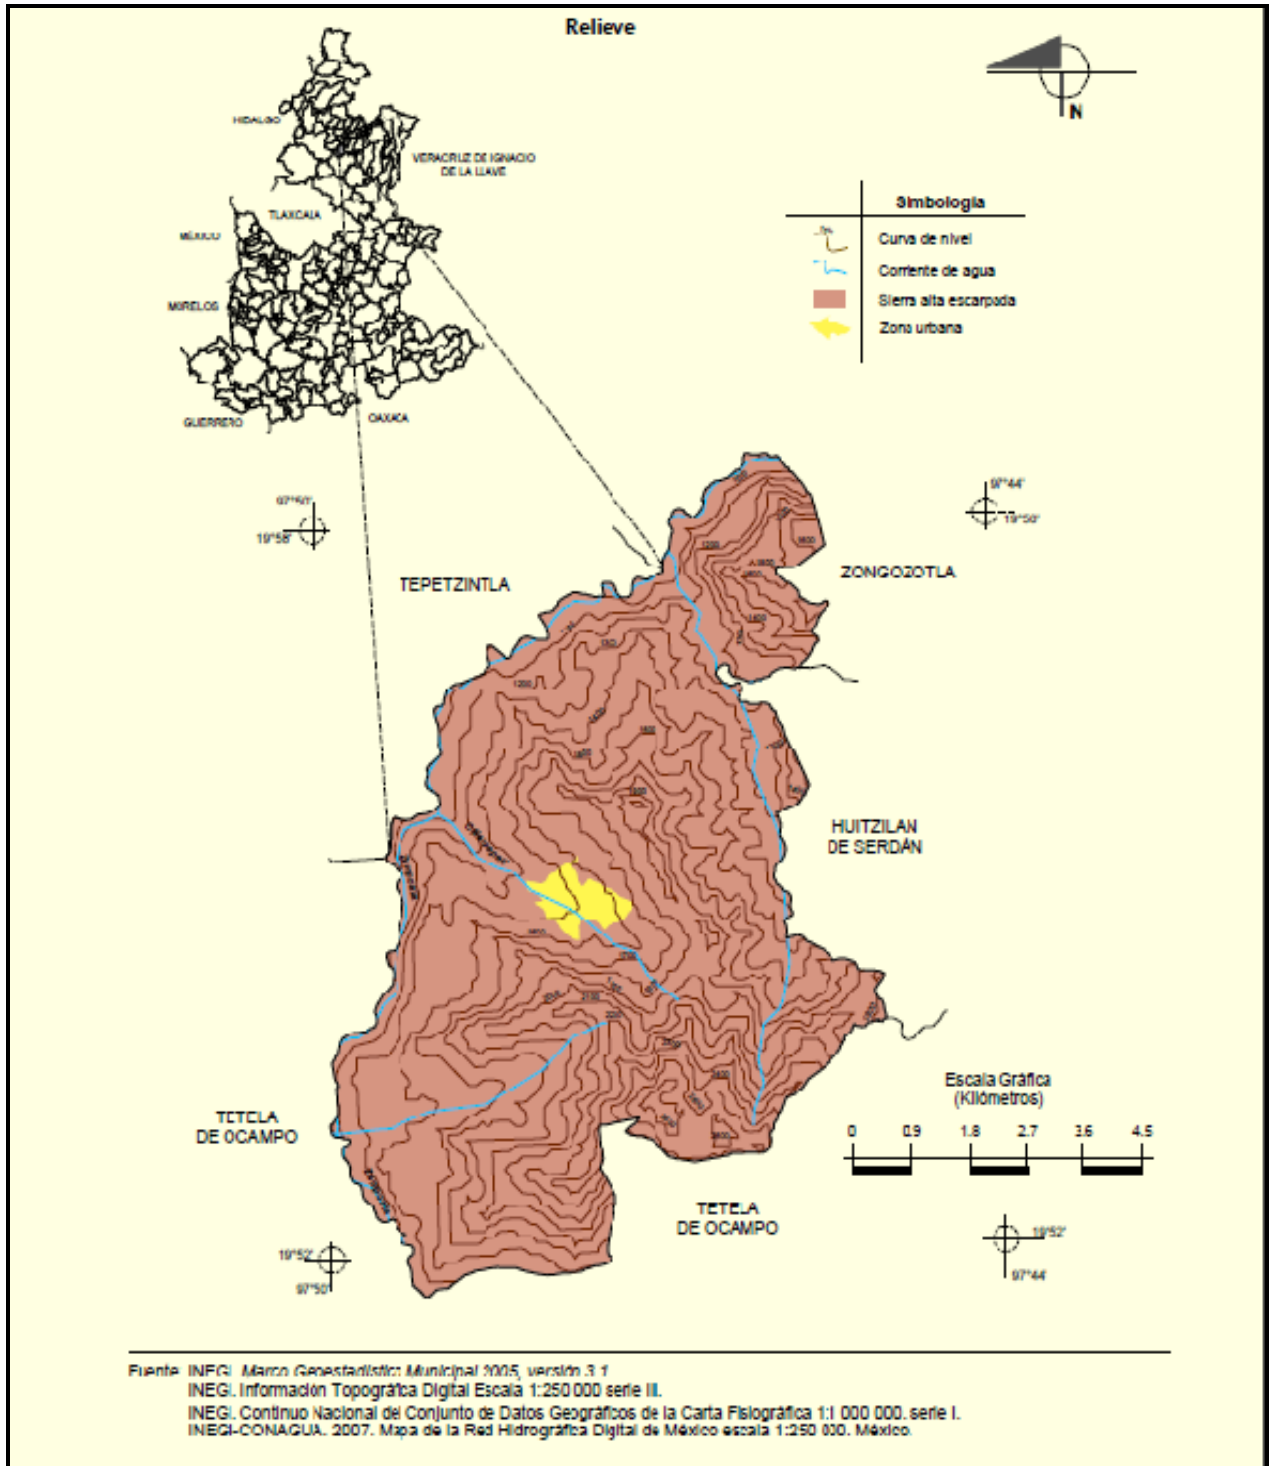 Relieve
N
HIDALGO
VERACRUZ DE IGNACIO
DE LA LLAVE
TLAXCALA
MÉXICO
MORELOS
GUERRERO
OAXACA
Simbología
Curva de nivel
Corriente de agua
Sierra alta escarpada
Zona urbana
97°50'
19°58'
97°44'
TEPETZINTLA
ZONGOZOTLA
1200
1200
1800
HUITZILAN
DE SERDÁN
2200
TETELA
DE OCAMPO
Escala Gráfica
(Kilómetros)
0 0.9 1.8 2.7 3.6 4.5
TETELA
DE OCAMPO
19°52'
97°50'
19°52'
97°44'
Fuente: INEGI. Marco Geoestadístico Municipal 2005, versión 3.1
INEGI. Información Topográfica Digital Escala 1:250 000 serie III.
INEGI. Continuo Nacional del Conjunto de Datos Geográficos de la Carta Fisiográfica 1:1 000 000. serie I.
INEGI-CONAGUA. 2007. Mapa de la Red Hidrográfica Digital de México escala 1:250 000. México.